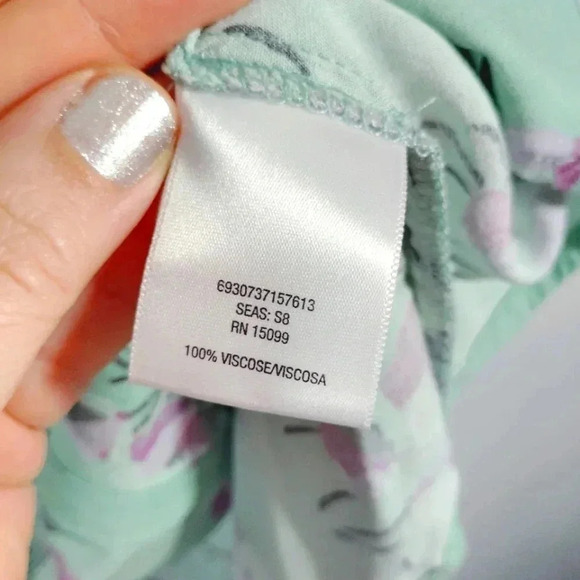 6930737157613
SEAS: S8
RN 15099
100% VISCOSE/VISCOSA